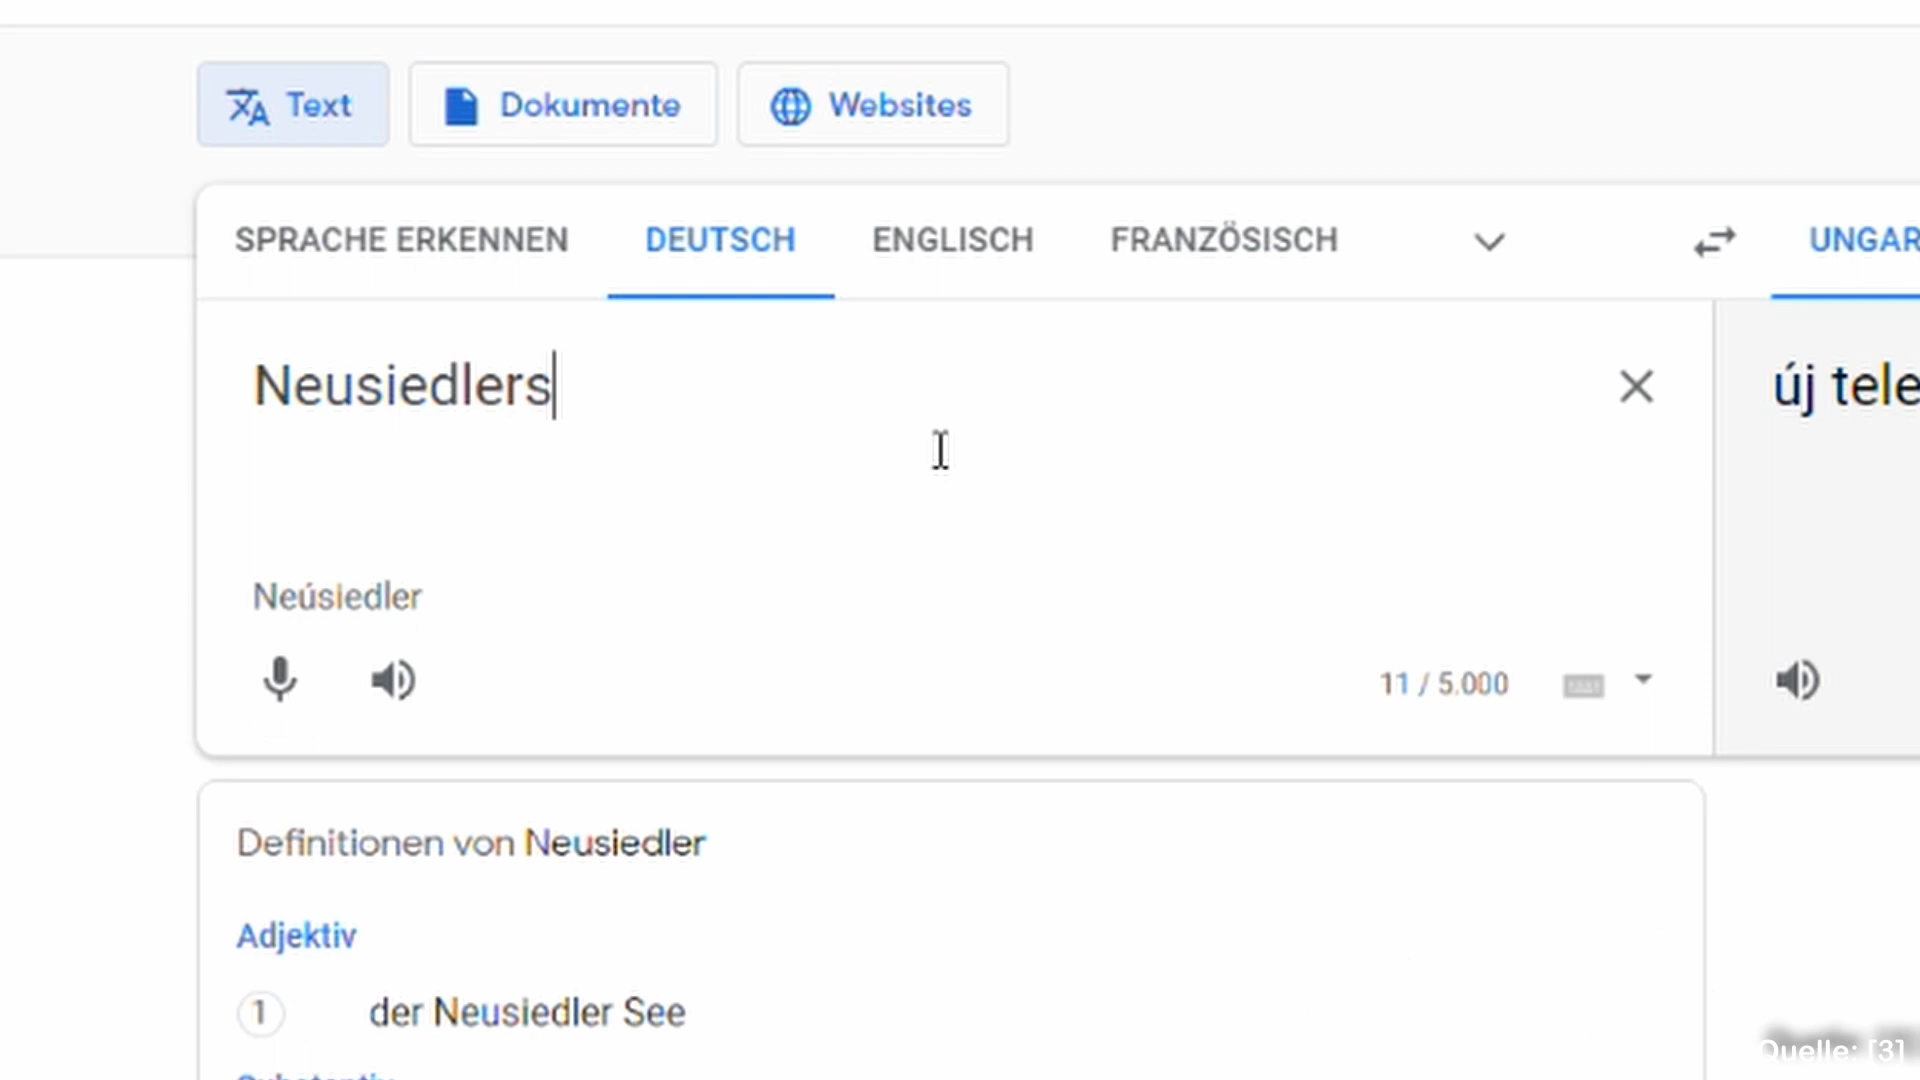 Text Dokumente Websites
SPRACHE ERKENNEN DEUTSCH ENGLISCH FRANZÖSISCH UNGAR
Neusiedlers új tele
Neúsiedler
11 / 5.000
Definitionen von Neusiedler
Adjektiv
1 der Neusiedler See
Substantiv
Quelle: [3]